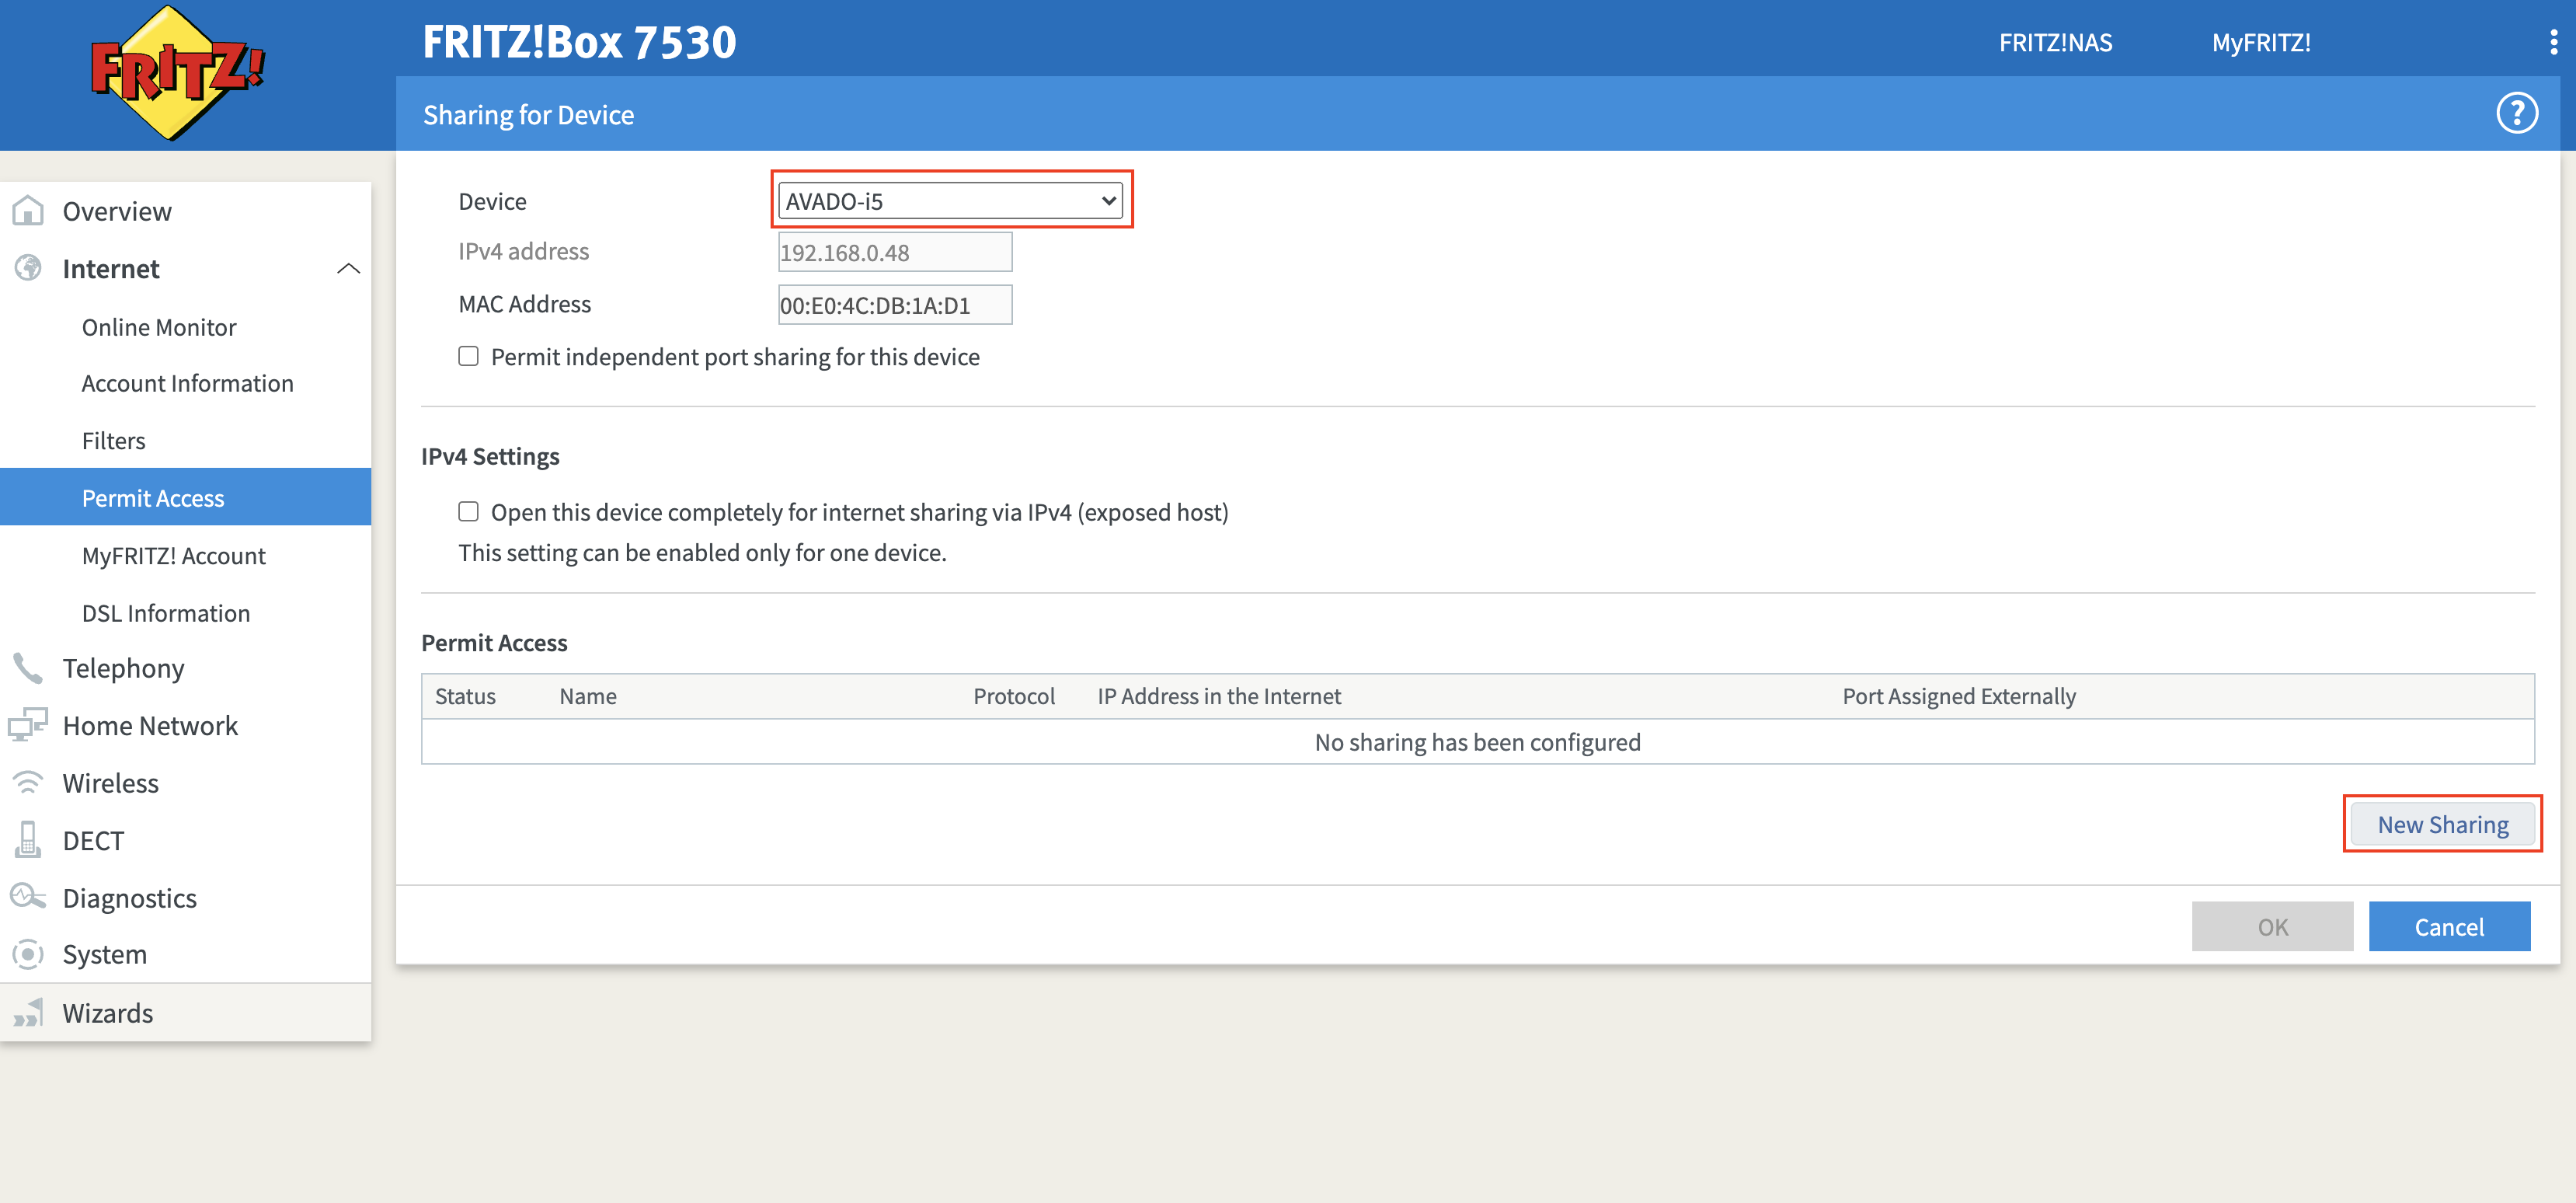 FRITZ!
FRITZ!Box 7530
FRITZ!NAS
MyFRITZ!
Sharing for Device
?
Overview
Internet
Online Monitor
Account Information
Filters
Permit Access
MyFRITZ! Account
DSL Information
Telephony
Home Network
Wireless
DECT
Diagnostics
System
Wizards
Device AVADO-i5
IPv4 address 192.168.0.48
MAC Address 00:E0:4C:DB:1A:D1
Permit independent port sharing for this device
IPv4 Settings
Open this device completely for internet sharing via IPv4 (exposed host)
This setting can be enabled only for one device.
Permit Access
Status Name Protocol IP Address in the Internet Port Assigned Externally
No sharing has been configured
New Sharing
OK Cancel